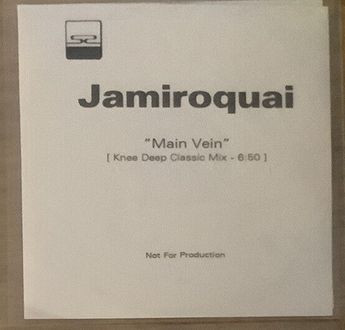 Jamiroquai
"Main Vein"
[ Knee Deep Classic Mix - 6:50 ]
Not For Production